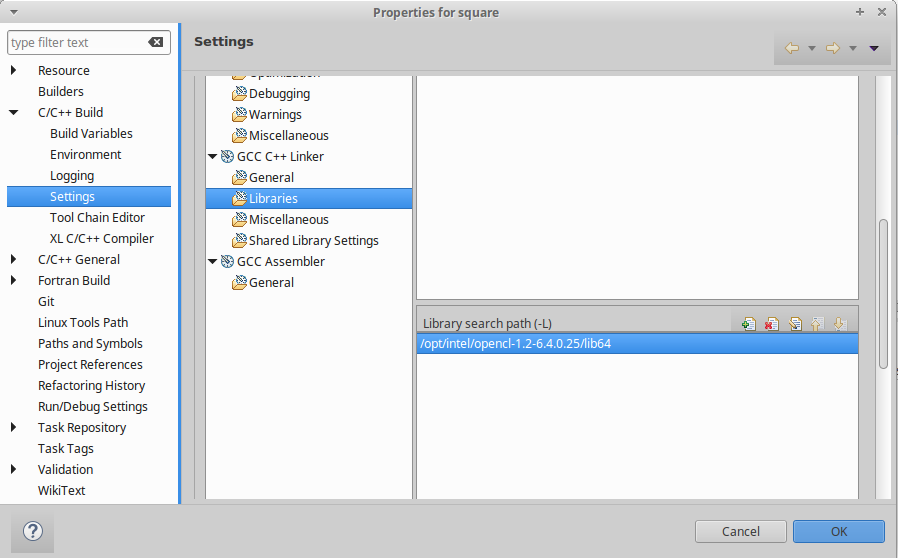 Properties for square
type filter text
Resource
Builders
C/C++ Build
Build Variables
Environment
Logging
Settings
Tool Chain Editor
XL C/C++ Compiler
C/C++ General
Fortran Build
Git
Linux Tools Path
Paths and Symbols
Project References
Refactoring History
Run/Debug Settings
Task Repository
Task Tags
Validation
WikiText
Settings
Optimization
Debugging
Warnings
Miscellaneous
GCC C++ Linker
General
Libraries
Miscellaneous
Shared Library Settings
GCC Assembler
General
Library search path (-L)
/opt/intel/opencl-1.2-6.4.0.25/lib64
Cancel
OK